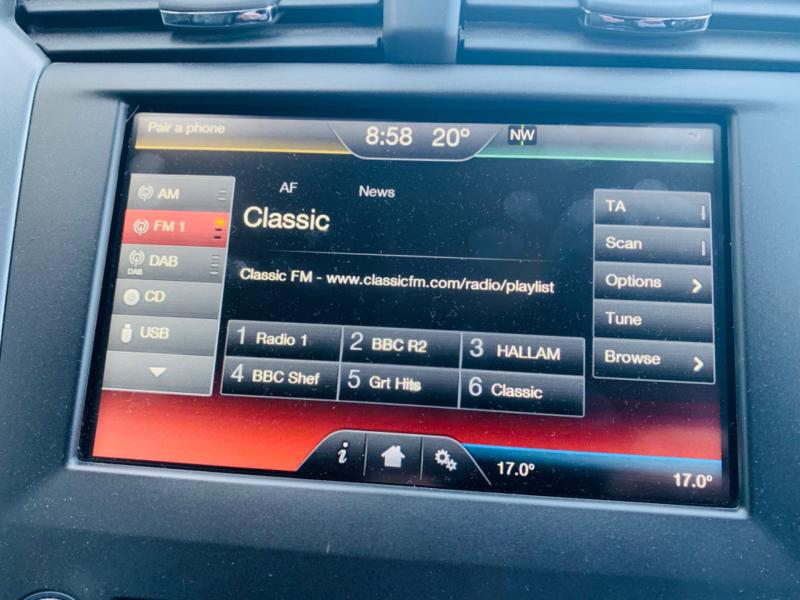 Pair a phone
8:58 20° NW
AM
FM 1
DAB
DAB
CD
USB
AF News
Classic
Classic FM - www.classicfm.com/radio/playlist
1 Radio 1
2 BBC R2
3 HALLAM
4 BBC Shef
5 Grt Hits
6 Classic
TA
Scan
Options
Tune
Browse
i
17.0°
17.0°